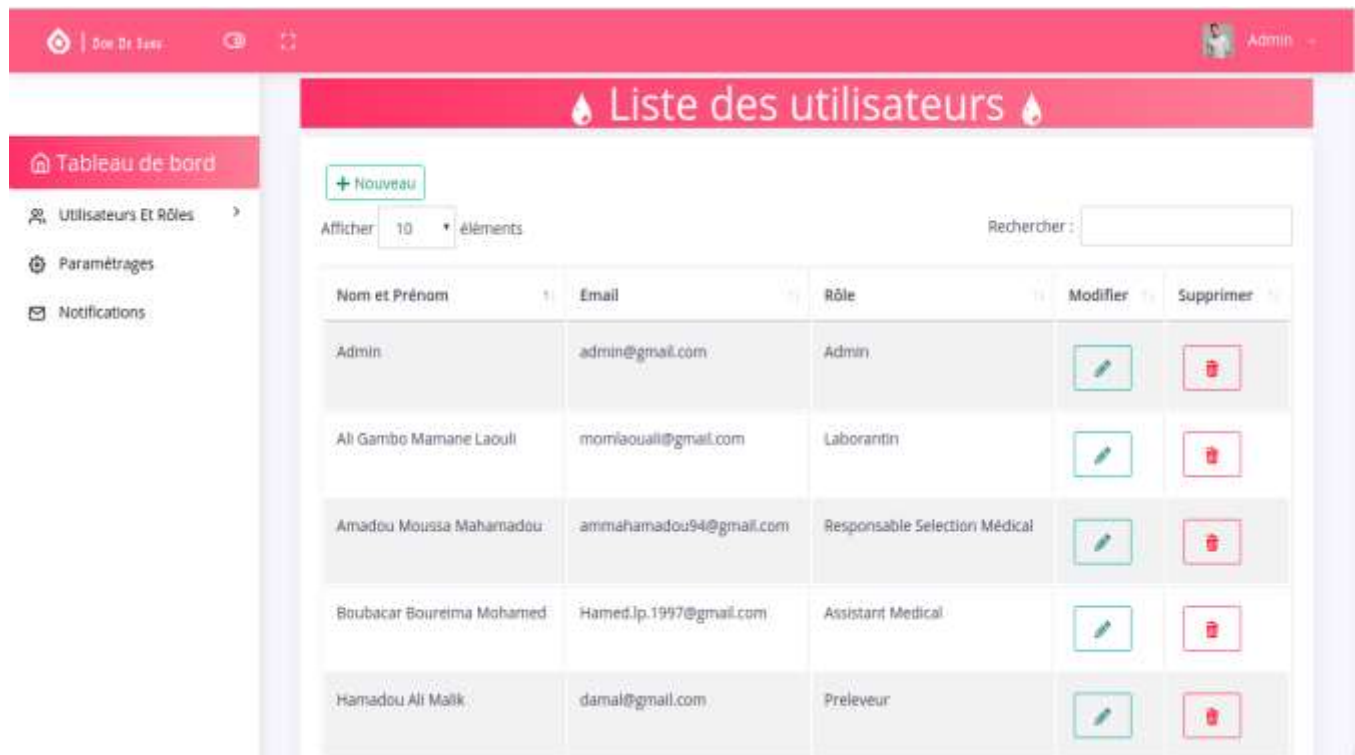 Don De Sang
Admin
Liste des utilisateurs
Tableau de bord
Utilisateurs Et Rôles
Paramétrages
Notifications
+ Nouveau
Afficher 10 éléments
Rechercher :
Nom et Prénom Email Rôle Modifier Supprimer
Admin admin@gmail.com Admin
Ali Gambo Mamane Laouli momlaouali@gmail.com Laborantin
Amadou Moussa Mahamadou ammahamadou94@gmail.com Responsable Selection Médical
Boubacar Boureima Mohamed Hamed.lp.1997@gmail.com Assistant Medical
Hamadou Ali Malik damal@gmail.com Preleveur